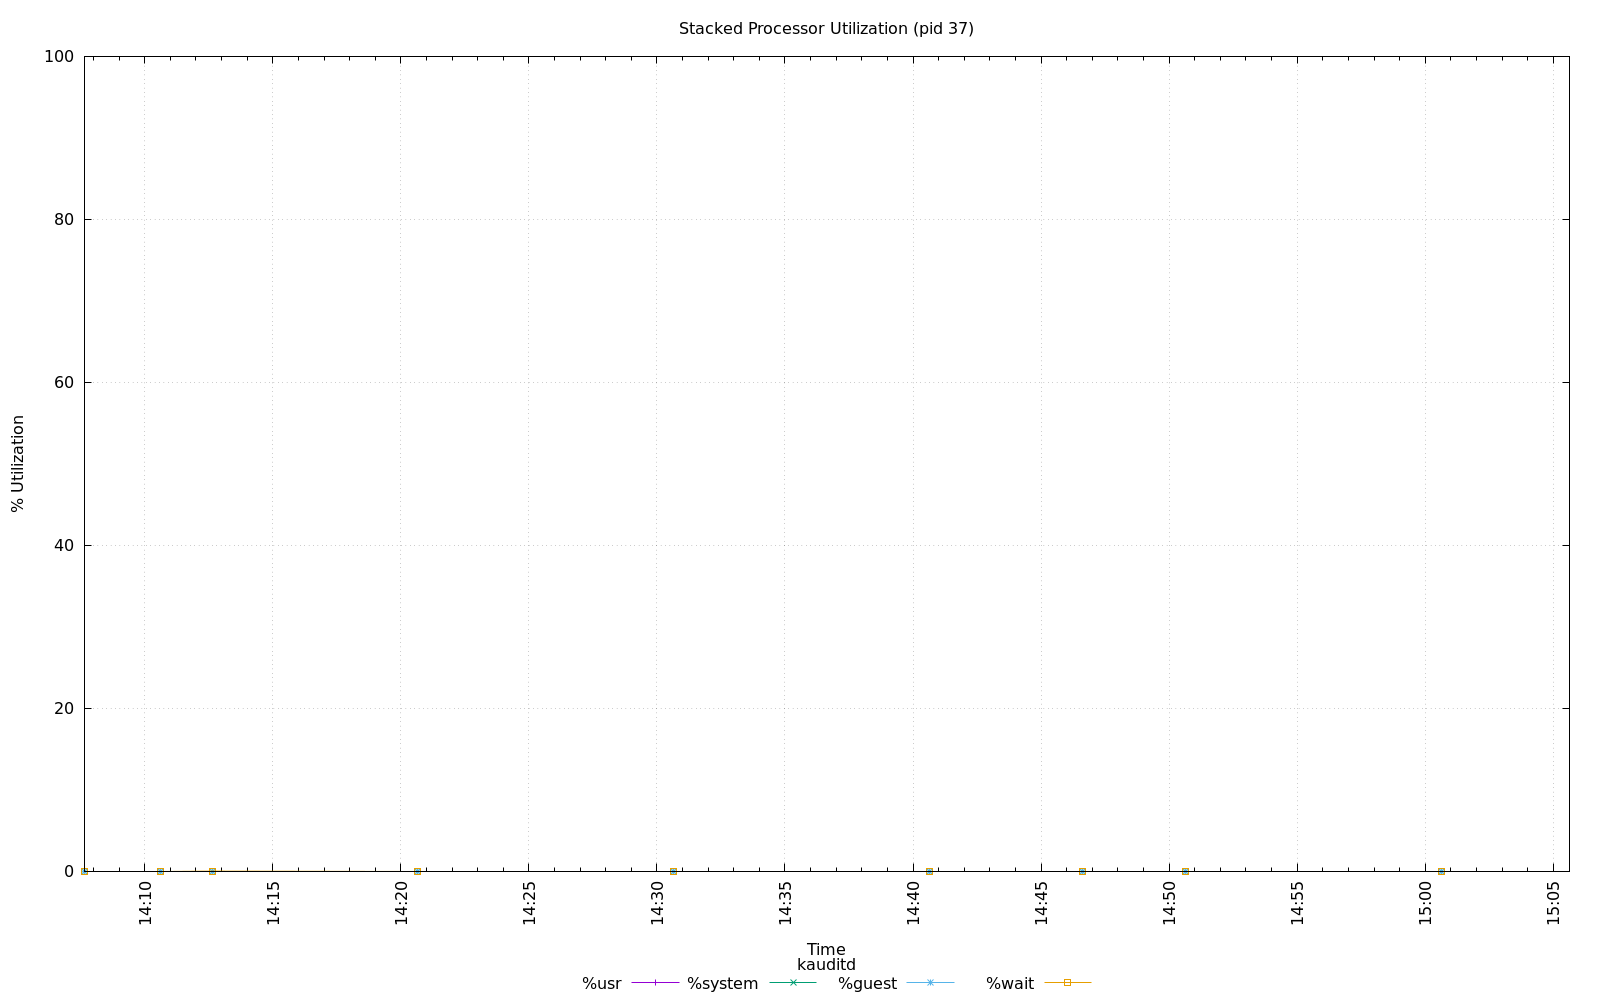 Stacked Processor Utilization (pid 37)
100
80
60
40
20
0
% Utilization
14:10 14:15 14:20 14:25 14:30 14:35 14:40 14:45 14:50 14:55 15:00 15:05
Time
kauditd
%usr %system %guest %wait